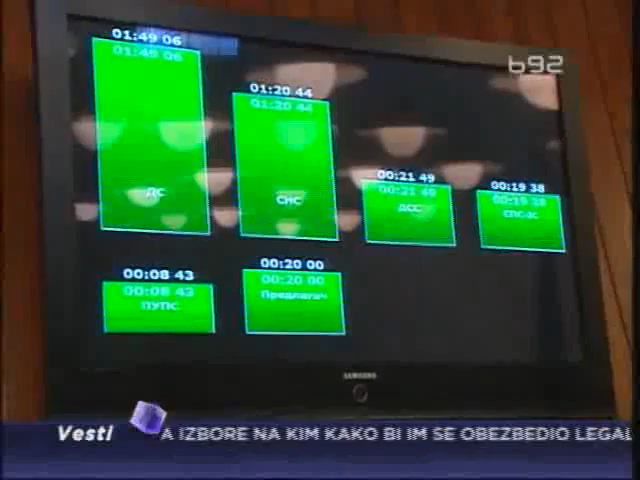 b92
01:49 06
01:49 06
ДС
01:20 44
01:20 44
СНС
00:21 49
00:21 49
ДСС
00:19 38
00:19 38
00:08 43
00:08 43
ПУПС
00:20 00
00:20 00
Предлагач
SAMSUNG
Vesti
A IZBORE NA KIM KAKO BI IM SE OBEZBEDIO LEGAL